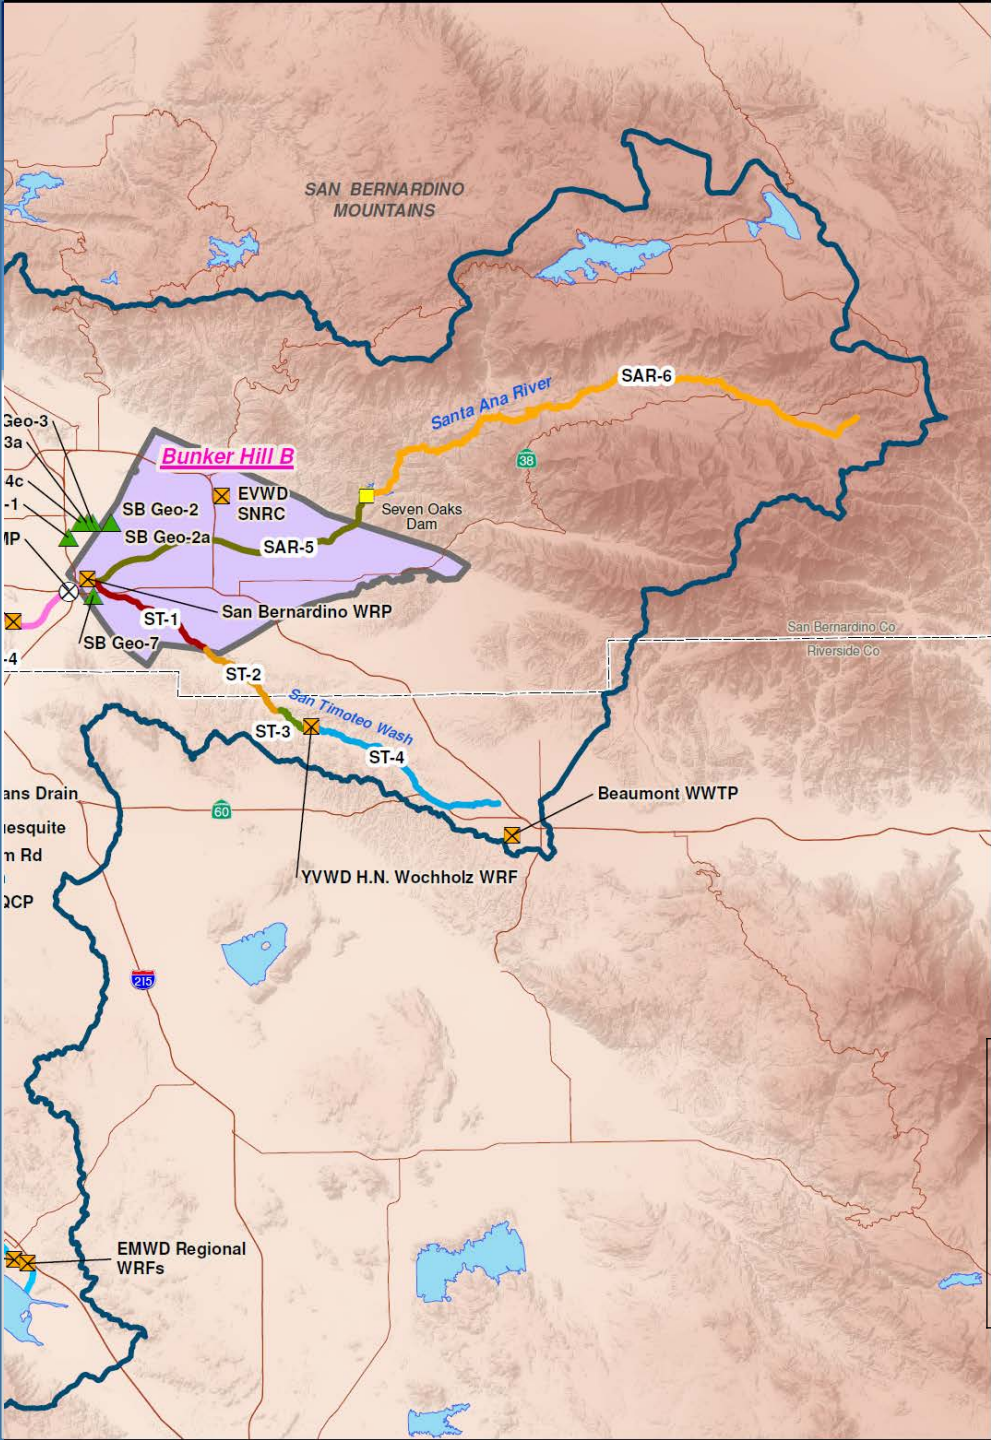 SAN BERNARDINO
MOUNTAINS
SAR-6
Santa Ana River
Geo-3
3a
4c
-1
MP
-4
Bunker Hill B
38
EVWD
SNRC
SB Geo-2
SB Geo-2a
Seven Oaks
Dam
SAR-5
San Bernardino WRP
ST-1
SB Geo-7
San Bernardino Co
Riverside Co
ST-2
San Timoteo Wash
ST-3
ST-4
ans Drain
Beaumont WWTP
60
uesquite
m Rd
QCP
YVWD H.N. Wochholz WRF
215
EMWD Regional
WRFs